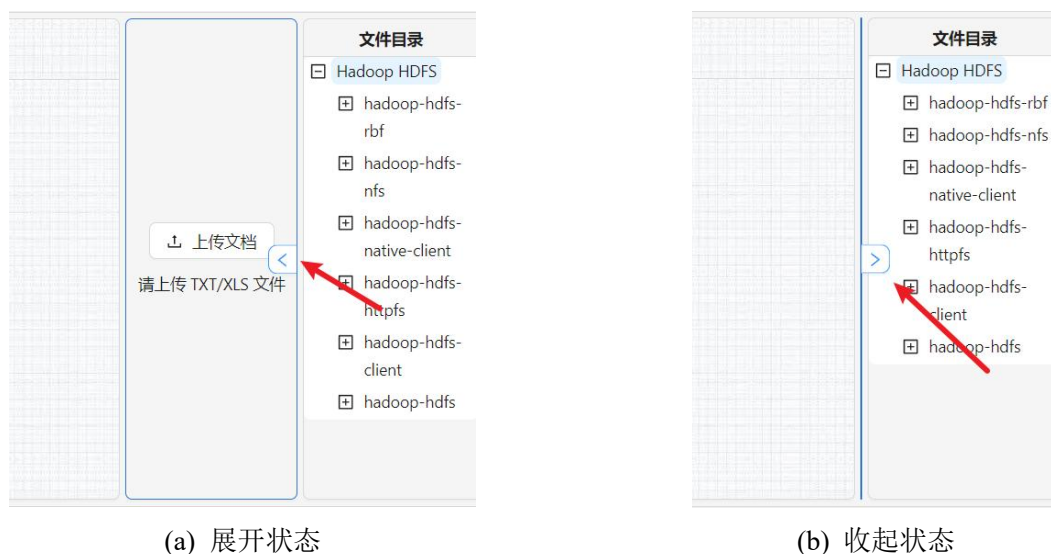 文件目录
Hadoop HDFS
hadoop-hdfs-
rbf
hadoop-hdfs-
nfs
hadoop-hdfs-
native-client
hadoop-hdfs-
httpfs
hadoop-hdfs-
client
hadoop-hdfs
上传文档
请上传 TXT/XLS 文件
(a) 展开状态
文件目录
Hadoop HDFS
hadoop-hdfs-rbf
hadoop-hdfs-nfs
hadoop-hdfs-
native-client
hadoop-hdfs-
httpfs
hadoop-hdfs-
client
hadoop-hdfs
(b) 收起状态